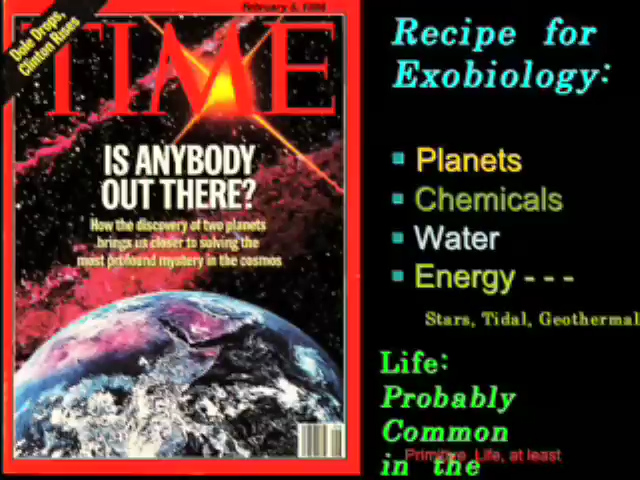 Dole Drops,
Clinton Rises
February 5, 1996
TIME
IS ANYBODY
OUT THERE?
How the discovery of two planets
brings us closer to solving the
most profound mystery in the cosmos
Recipe for
Exobiology:
Planets
Chemicals
Water
Energy - - -
Stars, Tidal, Geothermal
Life:
Probably
Common
in the
Primitive Life, at least